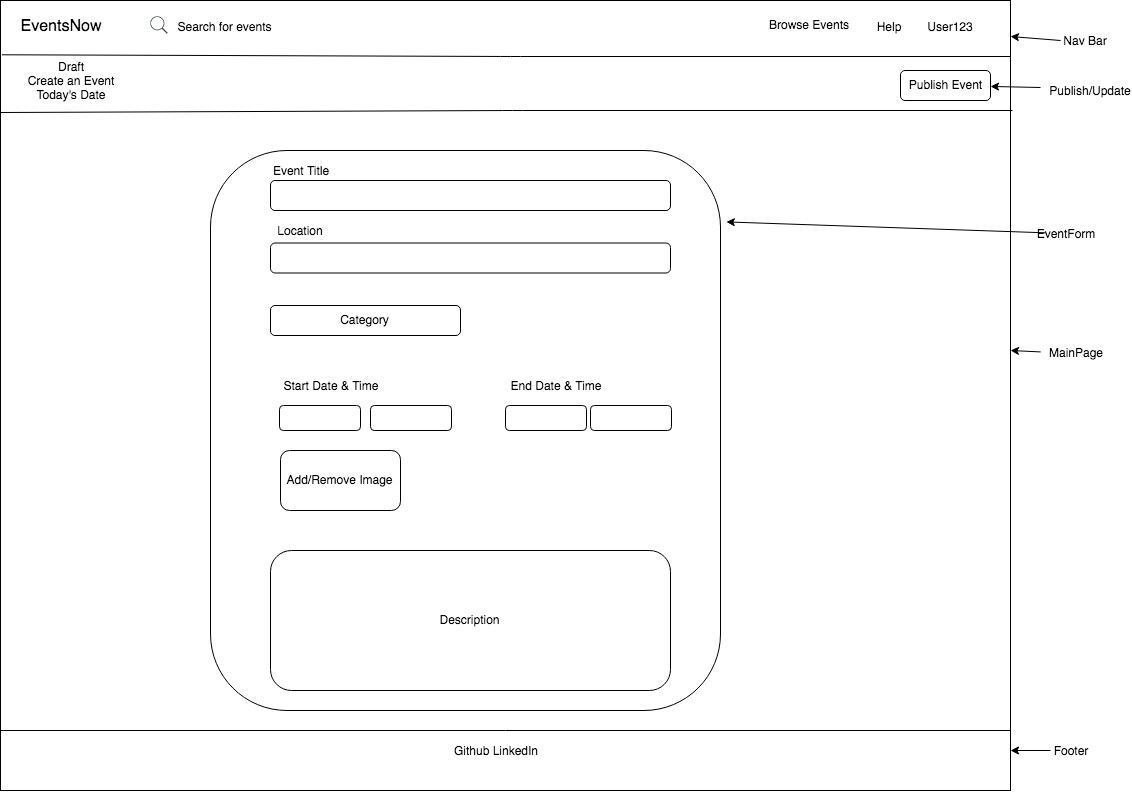 EventsNow
Search for events
Browse Events
Help
User123
Nav Bar
Draft
Create an Event
Today's Date
Publish Event
Publish/Update
Event Title
Location
EventForm
Category
MainPage
Start Date & Time
End Date & Time
Add/Remove Image
Description
Github LinkedIn
Footer